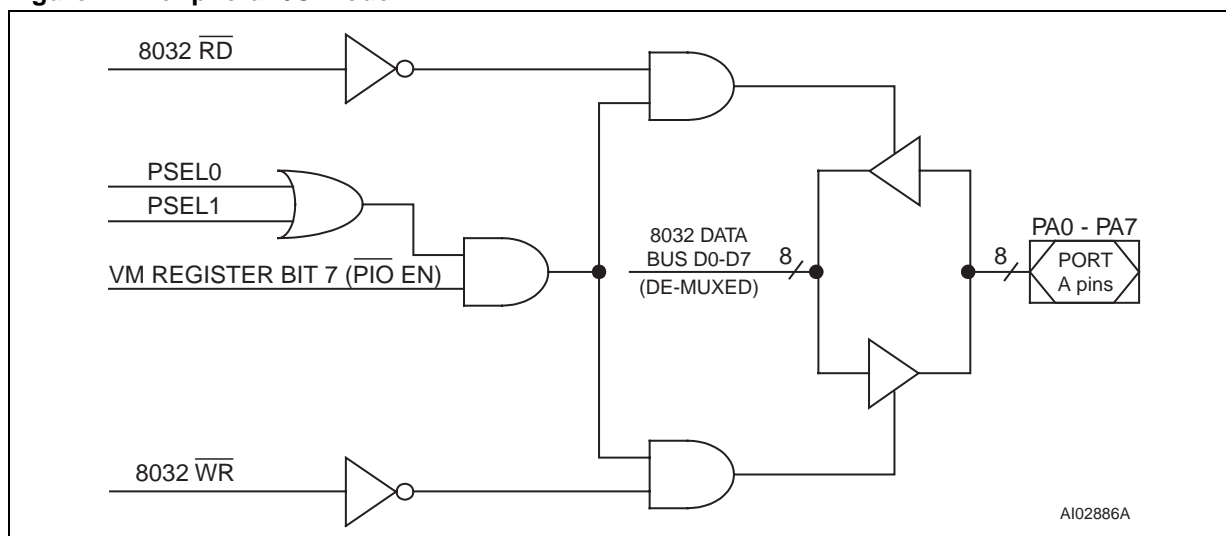 8032 RD
PSEL0
PSEL1
VM REGISTER BIT 7 (PIO EN)
8032 DATA
BUS D0-D7
(DE-MUXED)
8
8
PA0 - PA7
PORT
A pins
8032 WR
AI02886A